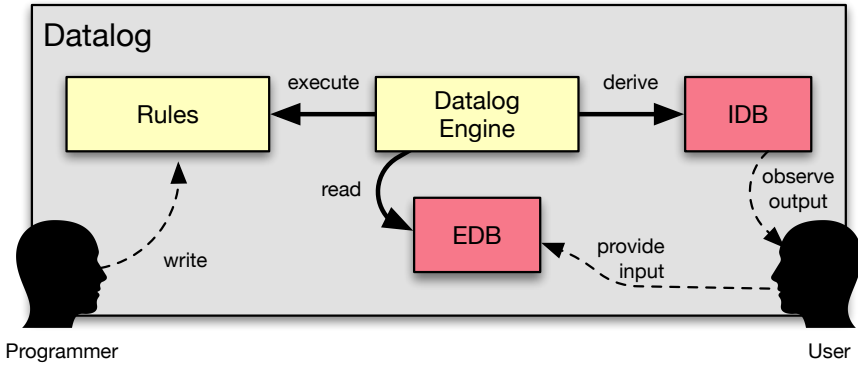 Datalog
execute
derive
Rules
Datalog
Engine
IDB
read
observe
output
EDB
provide
input
write
Programmer
User